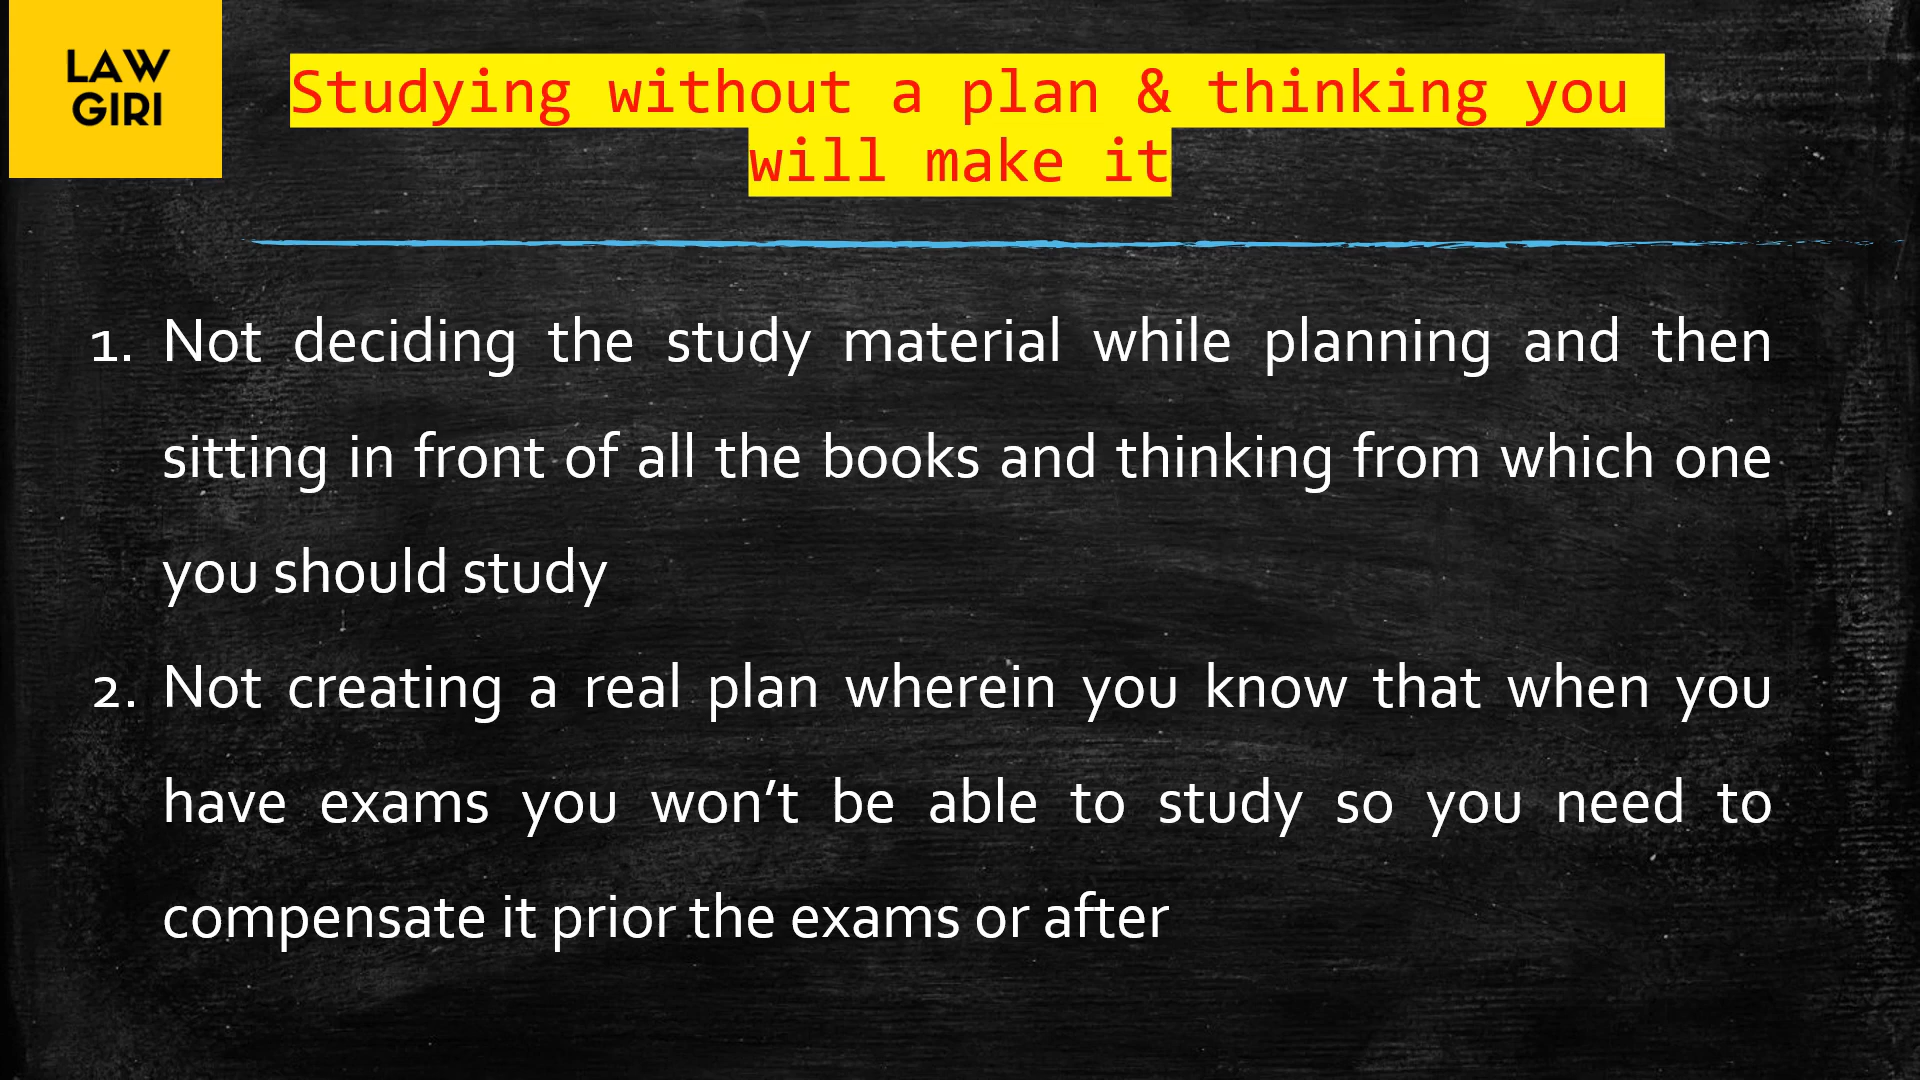 LAW
GIRI
Studying without a plan & thinking you
will make it
1. Not deciding the study material while planning and then
sitting in front of all the books and thinking from which one
you should study
2. Not creating a real plan wherein you know that when you
have exams you won’t be able to study so you need to
compensate it prior the exams or after